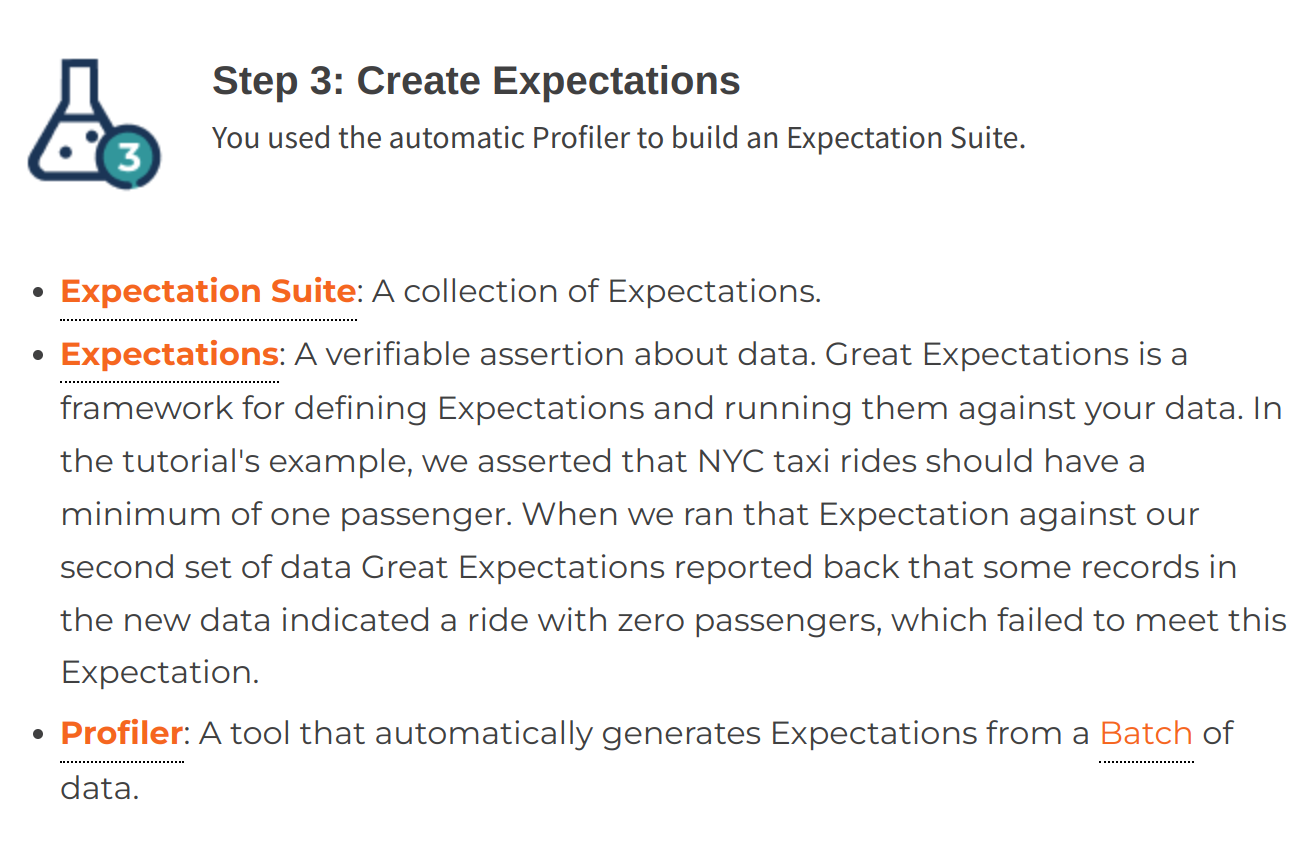 3
Step 3: Create Expectations
You used the automatic Profiler to build an Expectation Suite.
• Expectation Suite: A collection of Expectations.
• Expectations: A verifiable assertion about data. Great Expectations is a
framework for defining Expectations and running them against your data. In
the tutorial's example, we asserted that NYC taxi rides should have a
minimum of one passenger. When we ran that Expectation against our
second set of data Great Expectations reported back that some records in
the new data indicated a ride with zero passengers, which failed to meet this
Expectation.
• Profiler: A tool that automatically generates Expectations from a Batch of
data.